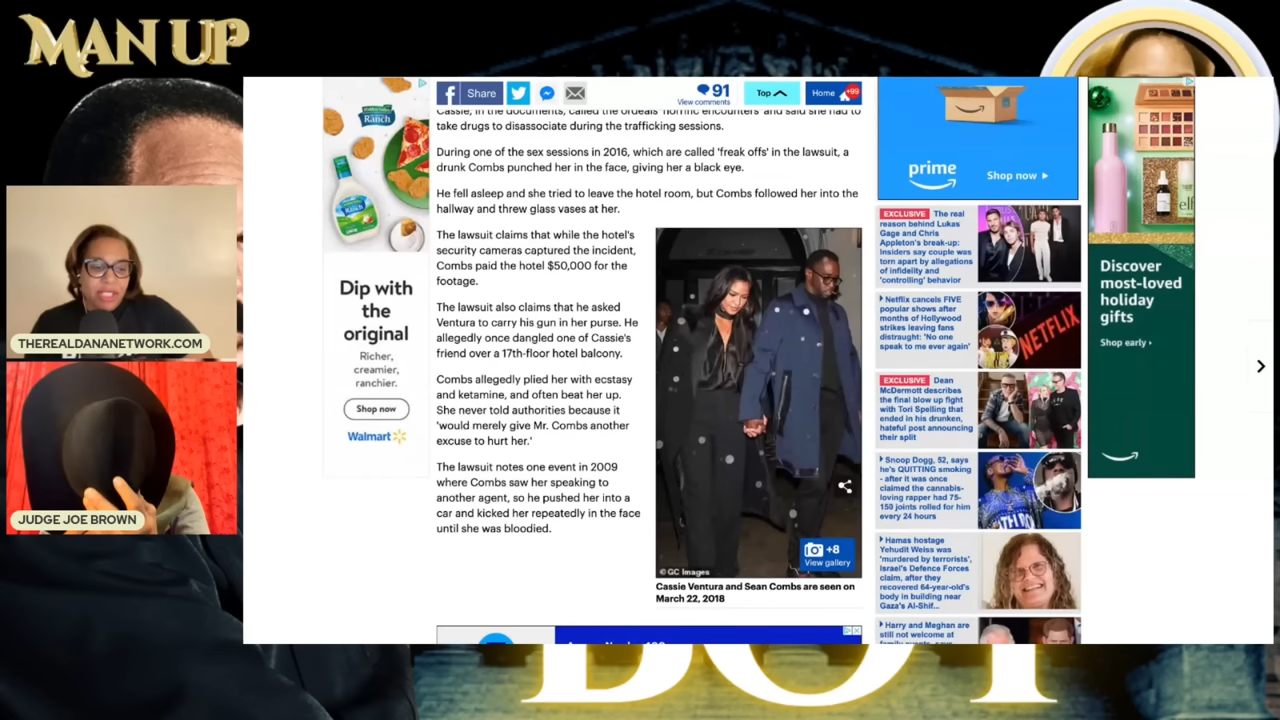 MAN UP
Share
91
View comments
Top
Home
+99
Cassie, in the documents, called the ordeals 'horrific encounters' and said she had to
take drugs to disassociate during the trafficking sessions.
During one of the sex sessions in 2016, which are called 'freak offs' in the lawsuit, a
drunk Combs punched her in the face, giving her a black eye.
He fell asleep and she tried to leave the hotel room, but Combs followed her into the
hallway and threw glass vases at her.
The lawsuit claims that while the hotel's
security cameras captured the incident,
Combs paid the hotel $50,000 for the
footage.
The lawsuit also claims that he asked
Ventura to carry his gun in her purse. He
allegedly once dangled one of Cassie's
friend over a 17th-floor hotel balcony.
Combs allegedly plied her with ecstasy
and ketamine, and often beat her up.
She never told authorities because it
'would merely give Mr. Combs another
excuse to hurt her.'
The lawsuit notes one event in 2009
where Combs saw her speaking to
another agent, so he pushed her into a
car and kicked her repeatedly in the face
until she was bloodied.
+8
View gallery
© GC Images
Cassie Ventura and Sean Combs are seen on
March 22, 2018
Ranch
Dip with
the
original
Richer,
creamier,
ranchier.
Shop now
Walmart
prime
Shop now
EXCLUSIVE The real
reason behind Lukas
Gage and Chris
Appleton's break-up:
Insiders say couple was
torn apart by allegations
of infidelity and
'controlling' behavior
Netflix cancels FIVE
popular shows after
months of Hollywood
strikes leaving fans
distraught: 'No one
speak to me ever again'
NETFLIX
EXCLUSIVE Dean
McDermott describes
the final blow up fight
with Tori Spelling that
ended in his drunken,
hateful post announcing
their split
Snoop Dogg, 52, says
he's QUITTING smoking
- after it was once
claimed the cannabis-
loving rapper had 75-
150 joints rolled for him
every 24 hours
Hamas hostage
Yehudit Weiss was
'murdered by terrorists',
Israel's Defence Forces
claim, after they
recovered 64-year-old's
body in building near
Gaza's Al-Shif...
Harry and Meghan are
still not welcome at
elf
Discover
most-loved
holiday
gifts
Shop early
THEREALDANANETWORK.COM
JUDGE JOE BROWN